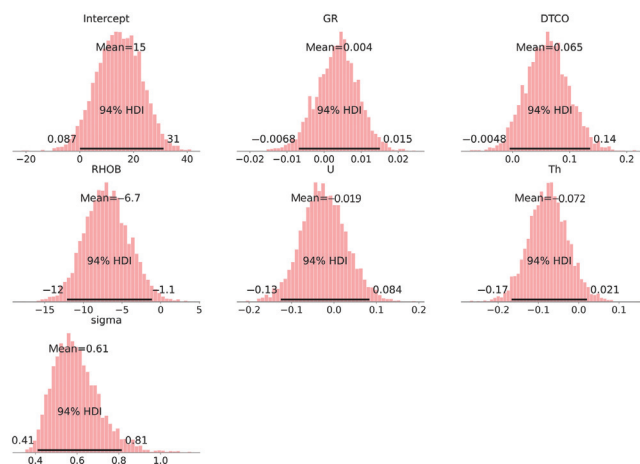 Intercept
Mean=15
94% HDI
0.087 31
−20 0 20 40
GR
Mean=0.004
94% HDI
−0.0068 0.015
−0.02 −0.01 0.00 0.01 0.02
DTCO
Mean=0.065
94% HDI
−0.0048 0.14
−0.1 0.0 0.1 0.2
RHOB
Mean=−6.7
94% HDI
−12 −1.1
−15 −10 −5 0 5
U
Mean=−0.019
94% HDI
−0.13 0.084
−0.2 −0.1 0.0 0.1 0.2
Th
Mean=−0.072
94% HDI
−0.17 0.021
−0.2 −0.1 0.0 0.1
sigma
Mean=0.61
94% HDI
0.41 0.81
0.4 0.6 0.8 1.0